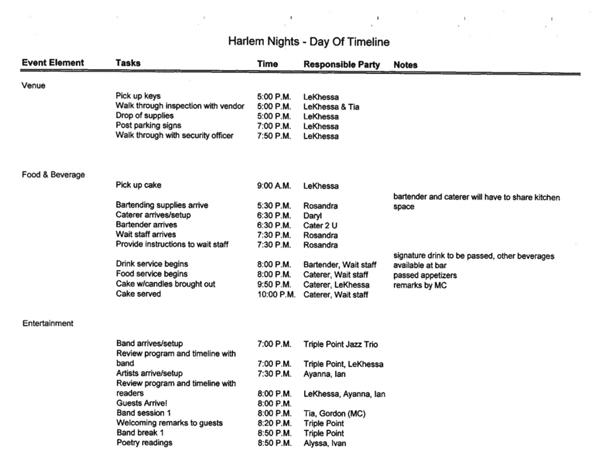 Harlem Nights - Day Of Timeline
Event Element Tasks Time Responsible Party Notes
Venue
Pick up keys 5:00 P.M. LeKhessa
Walk through inspection with vendor 5:00 P.M. LeKhessa & Tia
Drop of supplies 5:00 P.M. LeKhessa
Post parking signs 7:00 P.M. LeKhessa
Walk through with security officer 7:50 P.M. LeKhessa
Food & Beverage
Pick up cake 9:00 A.M. LeKhessa
bartender and caterer will have to share kitchen
Bartending supplies arrive 5:30 P.M. Rosandra space
Caterer arrives/setup 6:30 P.M. Daryl
Bartender arrives 6:30 P.M. Cater 2 U
Wait staff arrives 7:30 P.M. Rosandra
Provide instructions to wait staff 7:30 P.M. Rosandra
signature drink to be passed, other beverages
Drink service begins 8:00 P.M. Bartender, Wait staff available at bar
Food service begins 8:00 P.M. Caterer, Wait staff passed appetizers
Cake w/candles brought out 9:50 P.M. Caterer, LeKhessa remarks by MC
Cake served 10:00 P.M. Caterer, Wait staff
Entertainment
Band arrives/setup 7:00 P.M. Triple Point Jazz Trio
Review program and timeline with
band 7:00 P.M. Triple Point, LeKhessa
Artists arrive/setup 7:30 P.M. Ayanna, Ian
Review program and timeline with
readers 8:00 P.M. LeKhessa, Ayanna, Ian
Guests Arrive! 8:00 P.M.
Band session 1 8:00 P.M. Tia, Gordon (MC)
Welcoming remarks to guests 8:20 P.M. Triple Point
Band break 1 8:50 P.M. Triple Point
Poetry readings 8:50 P.M. Alyssa, Ivan